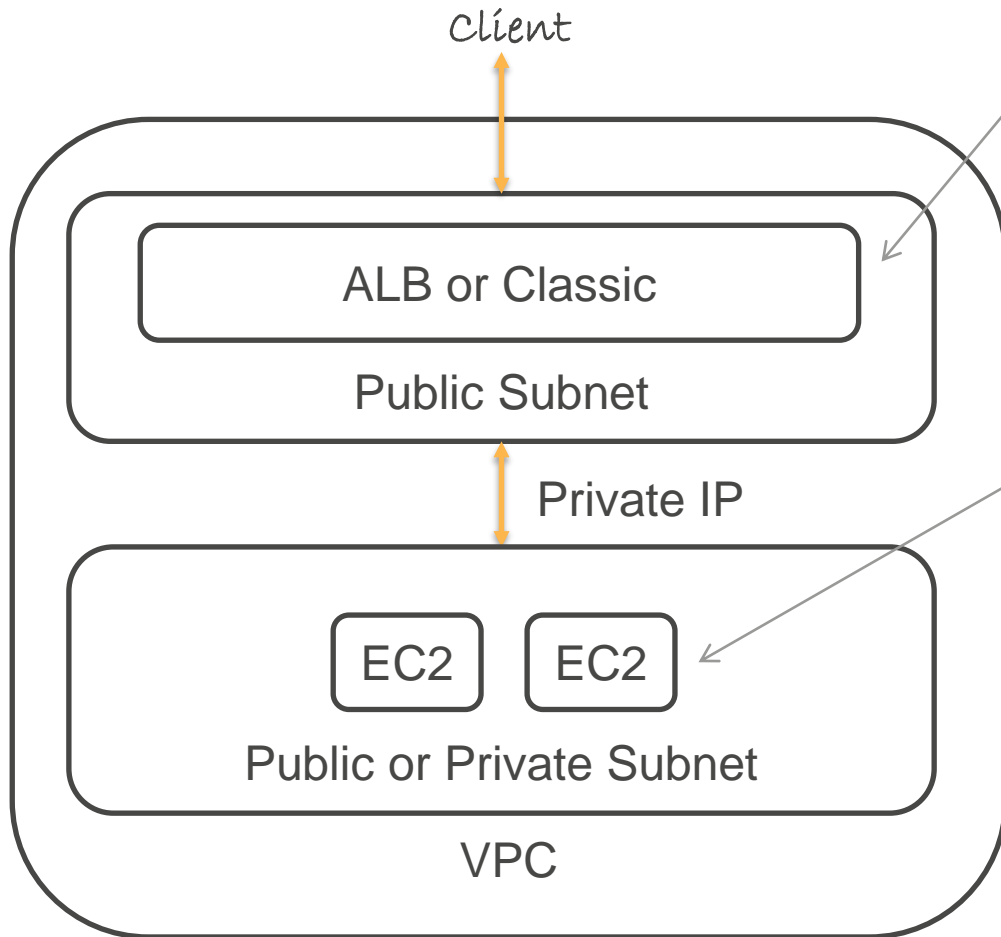 Client
ALB or Classic
Public Subnet
Private IP
EC2
EC2
Public or Private Subnet
VPC